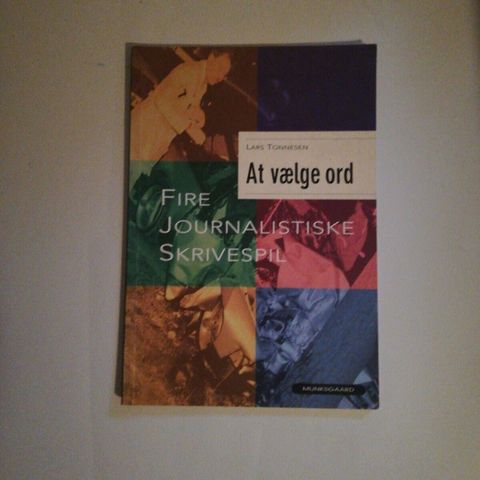 Lars Tonnesen
At vælge ord
Fire
Journalistiske
Skrivespil
Munksgaard